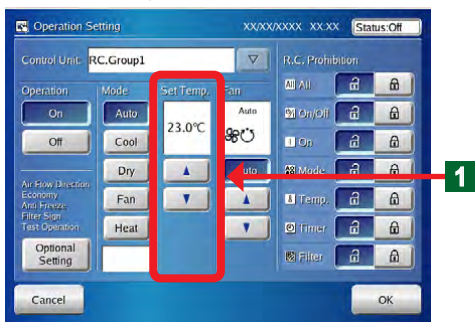 Operation Setting XX/XX/XXXX XX:XX Status:Off
Control Unit: RC.Group1 R.C. Prohibition
Operation Mode Set Temp. Fan
On Auto 23.0°C Auto
Off Cool
Dry Auto
Fan
Heat
Air Flow Direction
Economy
Anti Freeze
Filter Sign
Test Operation
Optional
Setting
All All
On/Off
On
Mode
Temp.
Timer
Filter
1
Cancel OK